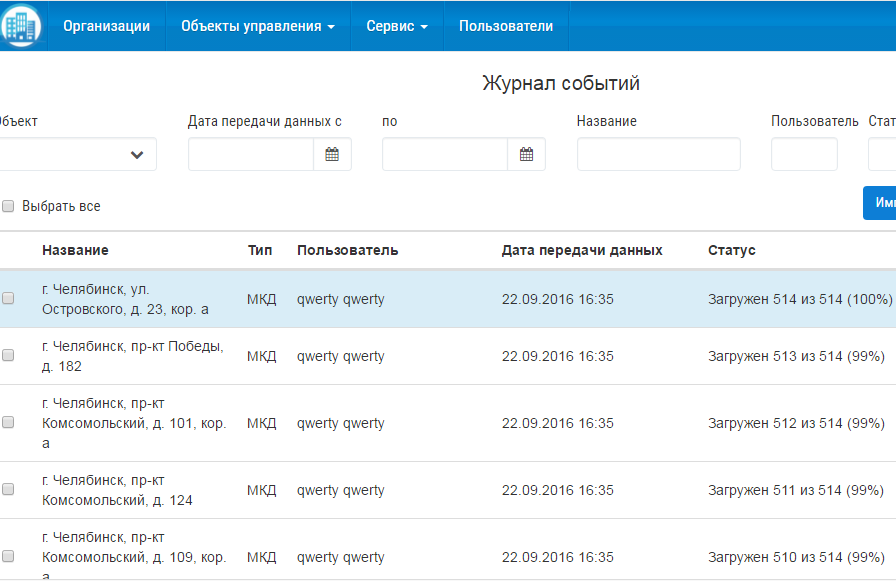 Организации Объекты управления Сервис Пользователи
Журнал событий
Дата передачи данных с по Название Пользователь
Выбрать все
Название Тип Пользователь Дата передачи данных Статус
г. Челябинск, ул.
Островского, д. 23, кор. а
МКД qwerty qwerty 22.09.2016 16:35 Загружен 514 из 514 (100%)
г. Челябинск, пр-кт Победы,
д. 182
МКД qwerty qwerty 22.09.2016 16:35 Загружен 513 из 514 (99%)
г. Челябинск, пр-кт
Комсомольский, д. 101, кор.
а
МКД qwerty qwerty 22.09.2016 16:35 Загружен 512 из 514 (99%)
г. Челябинск, пр-кт
Комсомольский, д. 124
МКД qwerty qwerty 22.09.2016 16:35 Загружен 511 из 514 (99%)
г. Челябинск, пр-кт
Комсомольский, д. 109, кор.
а
МКД qwerty qwerty 22.09.2016 16:35 Загружен 510 из 514 (99%)